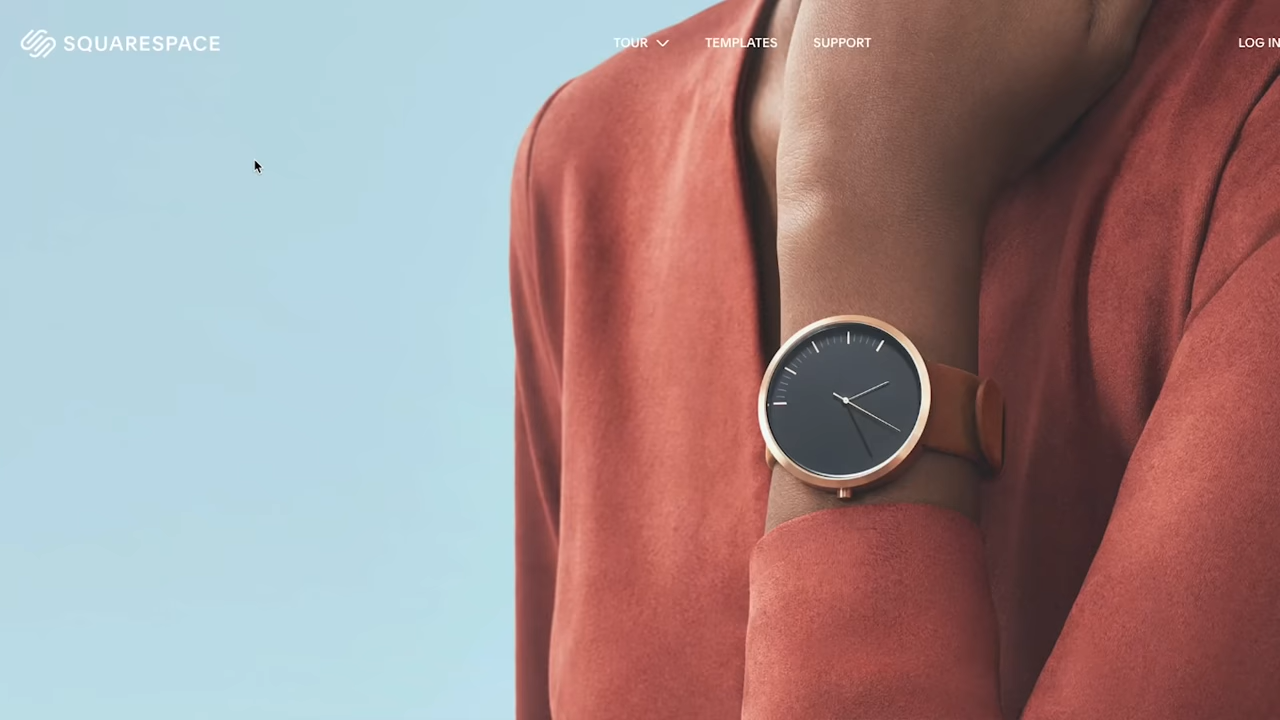 SQUARESPACE
TOUR
TEMPLATES
SUPPORT
LOG IN